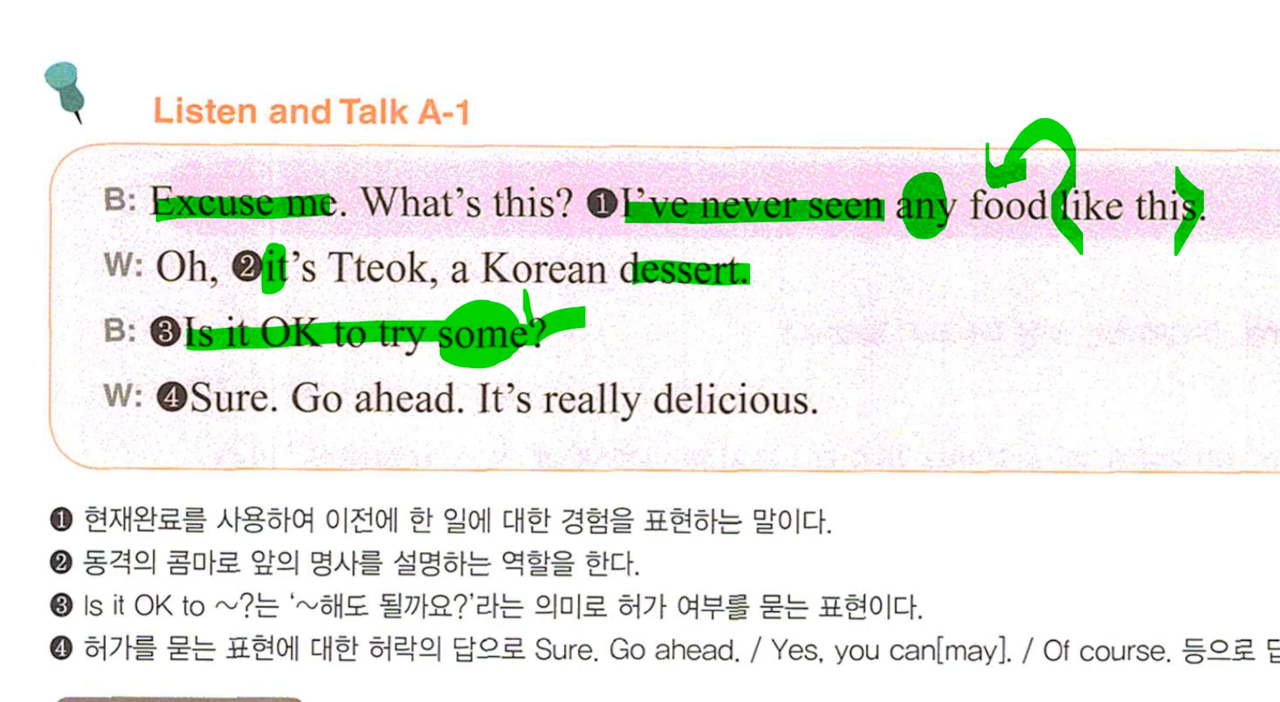 Listen and Talk A-1
B: Excuse me. What's this? ❶I've never seen any food like this.
W: Oh, ❷it's Tteok, a Korean dessert.
B: ❸Is it OK to try some?
W: ❹Sure. Go ahead. It's really delicious.
❶ 현재완료를 사용하여 이전에 한 일에 대한 경험을 표현하는 말이다.
❷ 동격의 콤마로 앞의 명사를 설명하는 역할을 한다.
❸ Is it OK to ~?는 '~해도 될까요?'라는 의미로 허가 여부를 묻는 표현이다.
❹ 허가를 묻는 표현에 대한 허락의 답으로 Sure. Go ahead. / Yes, you can[may]. / Of course. 등으로